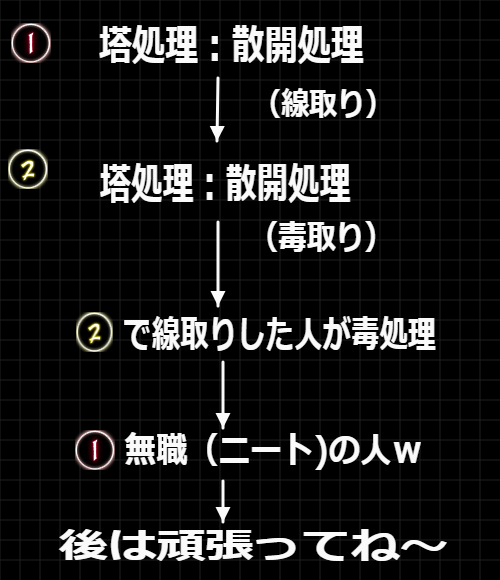 1 塔処理：散開処理
（線取り）
2 塔処理：散開処理
（毒取り）
2 で線取りした人が毒処理
1 無職（ニート)の人ｗ
後は頑張ってね～